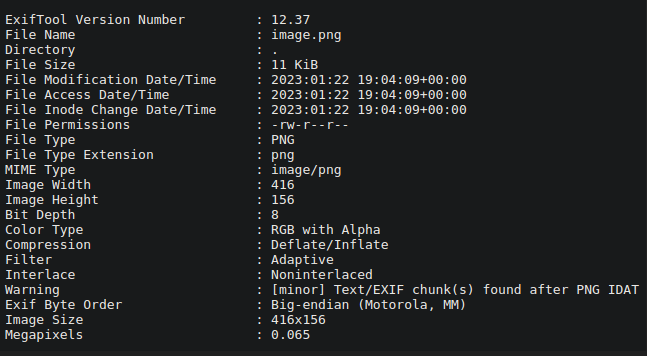 ExifTool Version Number : 12.37
File Name : image.png
Directory : .
File Size : 11 KiB
File Modification Date/Time : 2023:01:22 19:04:09+00:00
File Access Date/Time : 2023:01:22 19:04:09+00:00
File Inode Change Date/Time : 2023:01:22 19:04:09+00:00
File Permissions : -rw-r--r--
File Type : PNG
File Type Extension : png
MIME Type : image/png
Image Width : 416
Image Height : 156
Bit Depth : 8
Color Type : RGB with Alpha
Compression : Deflate/Inflate
Filter : Adaptive
Interlace : Noninterlaced
Warning : [minor] Text/EXIF chunk(s) found after PNG IDAT
Exif Byte Order : Big-endian (Motorola, MM)
Image Size : 416x156
Megapixels : 0.065